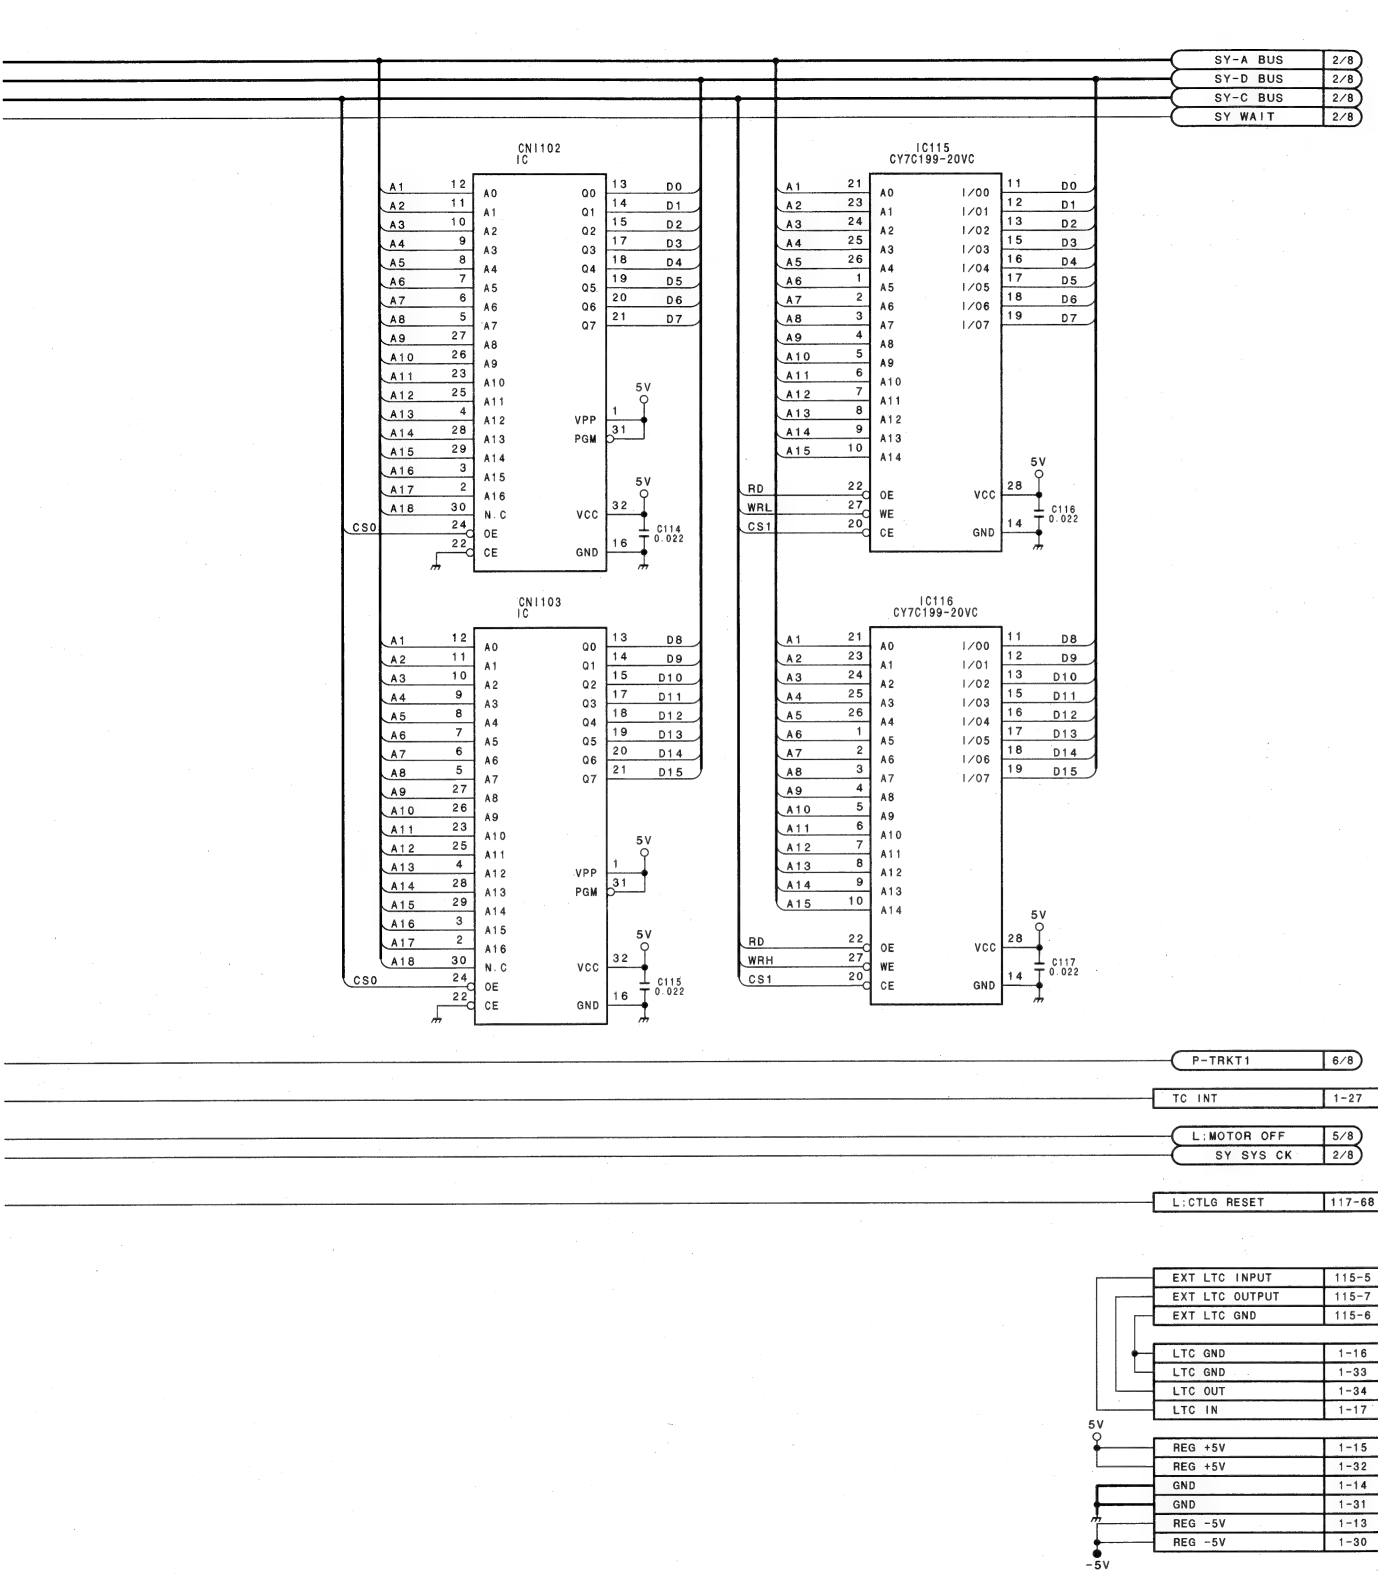 SY-A BUS 2/8
SY-D BUS 2/8
SY-C BUS 2/8
SY WAIT 2/8
CNI102
IC
A1 12 A0 Q0 13 D0
A2 11 A1 Q1 14 D1
A3 10 A2 Q2 15 D2
A4 9 A3 Q3 17 D3
A5 8 A4 Q4 18 D4
A6 7 A5 Q5 19 D5
A7 6 A6 Q6 20 D6
A8 5 A7 Q7 21 D7
A9 27 A8
A10 26 A9
A11 23 A10
A12 25 A11
A13 4 A12 VPP 1 5V
A14 28 A13 PGM 31
A15 29 A14
A16 3 A15
A17 2 A16
A18 30 N.C VCC 32 5V
CS0 24 OE C114
0.022
22 CE GND 16
IC115
CY7C199-20VC
A1 21 A0 I/O0 11 D0
A2 23 A1 I/O1 12 D1
A3 24 A2 I/O2 13 D2
A4 25 A3 I/O3 15 D3
A5 26 A4 I/O4 16 D4
A6 1 A5 I/O5 17 D5
A7 2 A6 I/O6 18 D6
A8 3 A7 I/O7 19 D7
A9 4 A8
A10 5 A9
A11 6 A10
A12 7 A11
A13 8 A12
A14 9 A13
A15 10 A14
5V
RD 22 OE VCC 28
WRL 27 WE C116
0.022
CS1 20 CE GND 14
CNI103
IC
A1 12 A0 Q0 13 D8
A2 11 A1 Q1 14 D9
A3 10 A2 Q2 15 D10
A4 9 A3 Q3 17 D11
A5 8 A4 Q4 18 D12
A6 7 A5 Q5 19 D13
A7 6 A6 Q6 20 D14
A8 5 A7 Q7 21 D15
A9 27 A8
A10 26 A9
A11 23 A10
A12 25 A11
A13 4 A12 VPP 1 5V
A14 28 A13 PGM 31
A15 29 A14
A16 3 A15
A17 2 A16
A18 30 N.C VCC 32 5V
CS0 24 OE C115
0.022
22 CE GND 16
IC116
CY7C199-20VC
A1 21 A0 I/O0 11 D8
A2 23 A1 I/O1 12 D9
A3 24 A2 I/O2 13 D10
A4 25 A3 I/O3 15 D11
A5 26 A4 I/O4 16 D12
A6 1 A5 I/O5 17 D13
A7 2 A6 I/O6 18 D14
A8 3 A7 I/O7 19 D15
A9 4 A8
A10 5 A9
A11 6 A10
A12 7 A11
A13 8 A12
A14 9 A13
A15 10 A14
5V
RD 22 OE VCC 28
WRH 27 WE C117
0.022
CS1 20 CE GND 14
P-TRKT1 6/8
TC INT 1-27
L:MOTOR OFF 5/8
SY SYS CK 2/8
L:CTLG RESET 117-68
EXT LTC INPUT 115-5
EXT LTC OUTPUT 115-7
EXT LTC GND 115-6
LTC GND 1-16
LTC GND 1-33
LTC OUT 1-34
LTC IN 1-17
5V
REG +5V 1-15
REG +5V 1-32
GND 1-14
GND 1-31
REG -5V 1-13
REG -5V 1-30
-5V